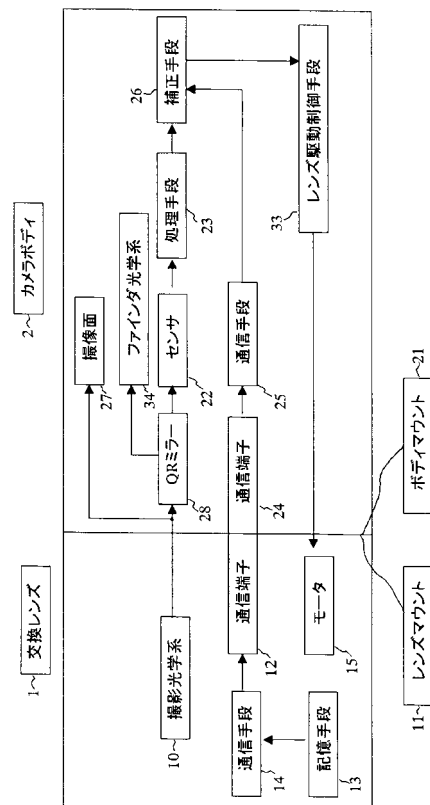 1 交換レンズ
2 カメラボディ
撮影光学系
10
撮像面
27
ファインダ光学系
34
QRミラー
28
センサ
22
処理手段
23
補正手段
26
通信手段
14
通信端子
12
通信端子
24
通信手段
25
記憶手段
13
モータ
15
レンズ駆動制御手段
33
11 レンズマウント
ボディマウント 21